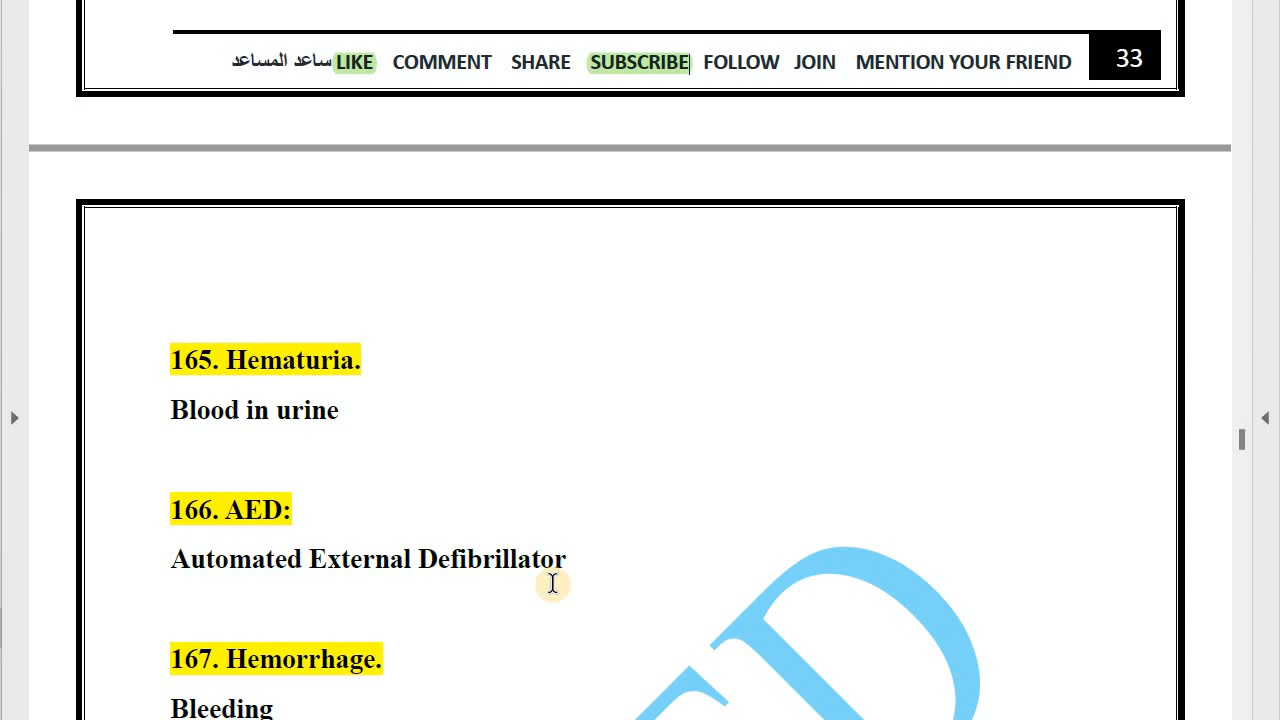 ساعد المساعد LIKE COMMENT SHARE SUBSCRIBE FOLLOW JOIN MENTION YOUR FRIEND 33
165. Hematuria.
Blood in urine
166. AED:
Automated External Defibrillator
167. Hemorrhage.
Bleeding